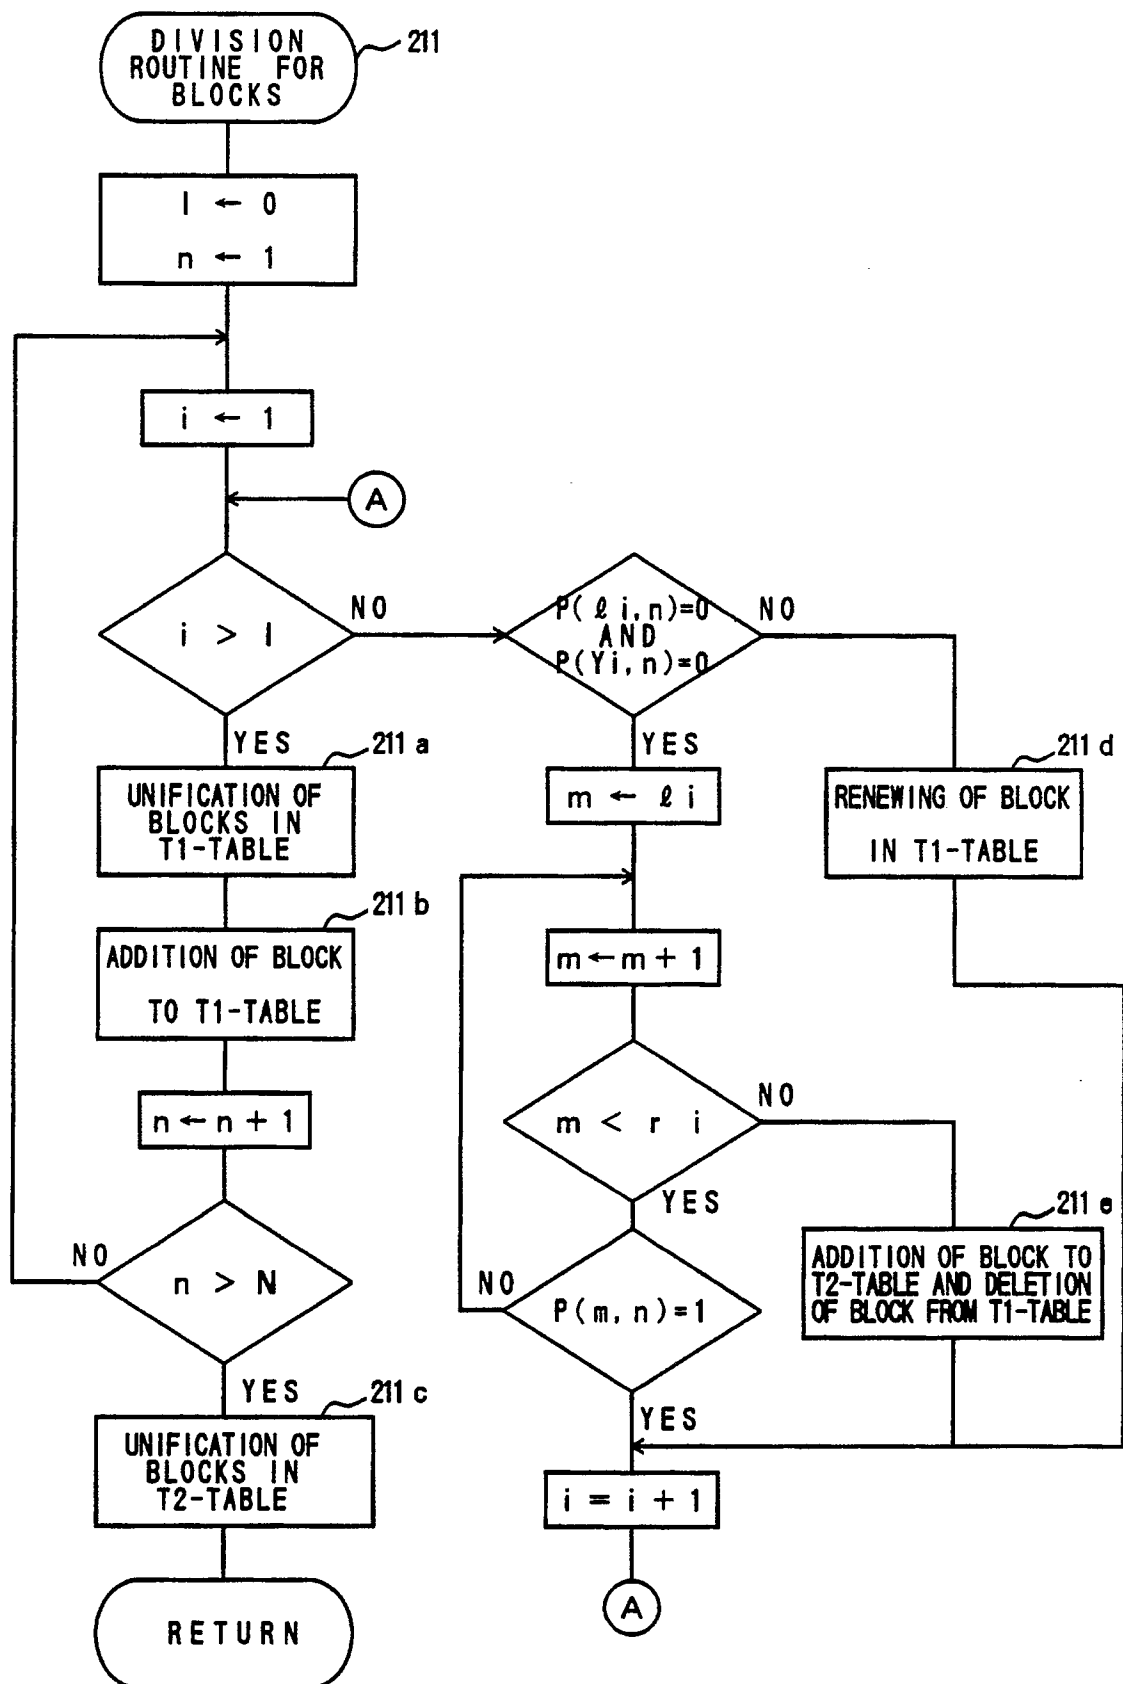 DIVISION
ROUTINE FOR
BLOCKS
211
I ← 0
n ← 1
i ← 1
A
i > I
NO
YES
P(ℓi,n)=0
AND
P(Yi,n)=0
NO
YES
211a
UNIFICATION OF
BLOCKS IN
T1-TABLE
m ← ℓi
211d
RENEWING OF BLOCK
IN T1-TABLE
211b
ADDITION OF BLOCK
TO T1-TABLE
m←m+1
n←n+1
m < ri
NO
YES
n > N
NO
YES
P(m,n)=1
NO
YES
211e
ADDITION OF BLOCK TO
T2-TABLE AND DELETION
OF BLOCK FROM T1-TABLE
211c
UNIFICATION OF
BLOCKS IN
T2-TABLE
i = i + 1
A
RETURN